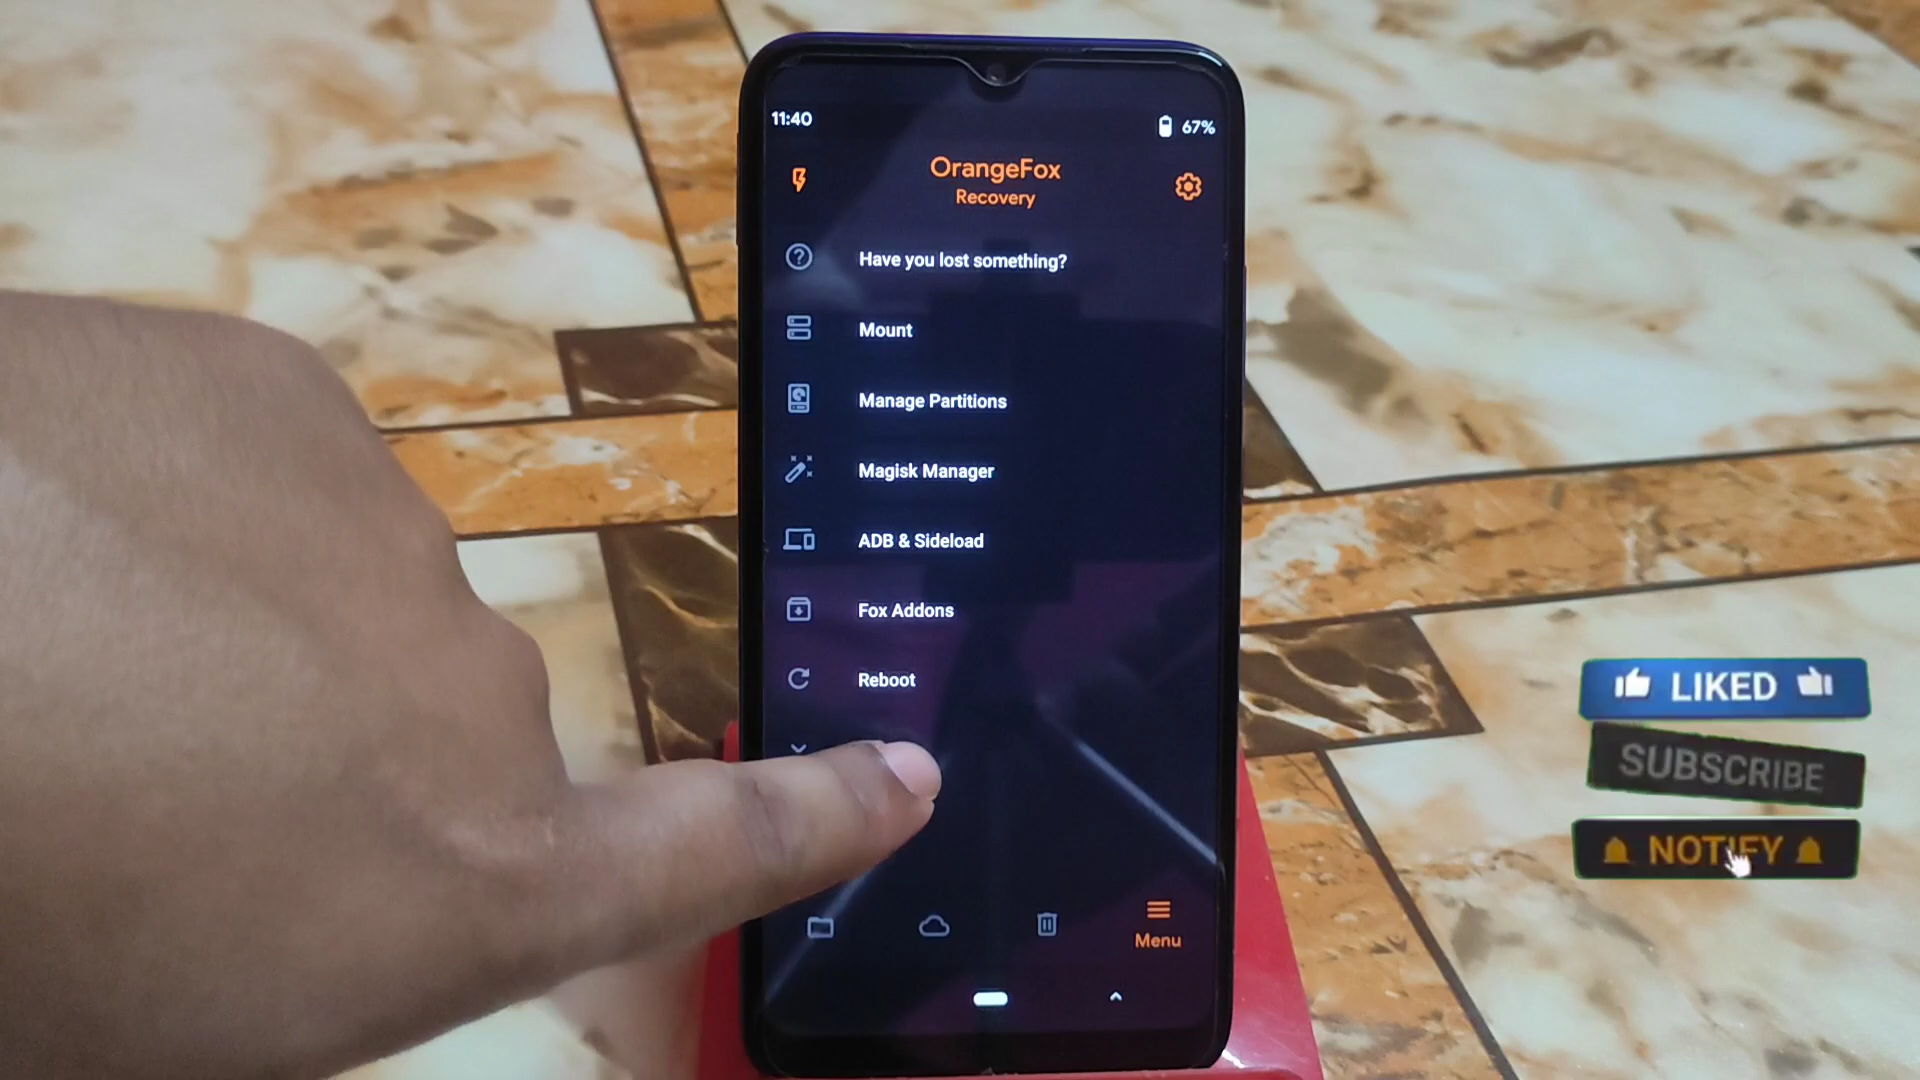 11:40
67%
OrangeFox
Recovery
Have you lost something?
Mount
Manage Partitions
Magisk Manager
ADB & Sideload
Fox Addons
Reboot
Menu
LIKED
SUBSCRIBE
NOTIFY